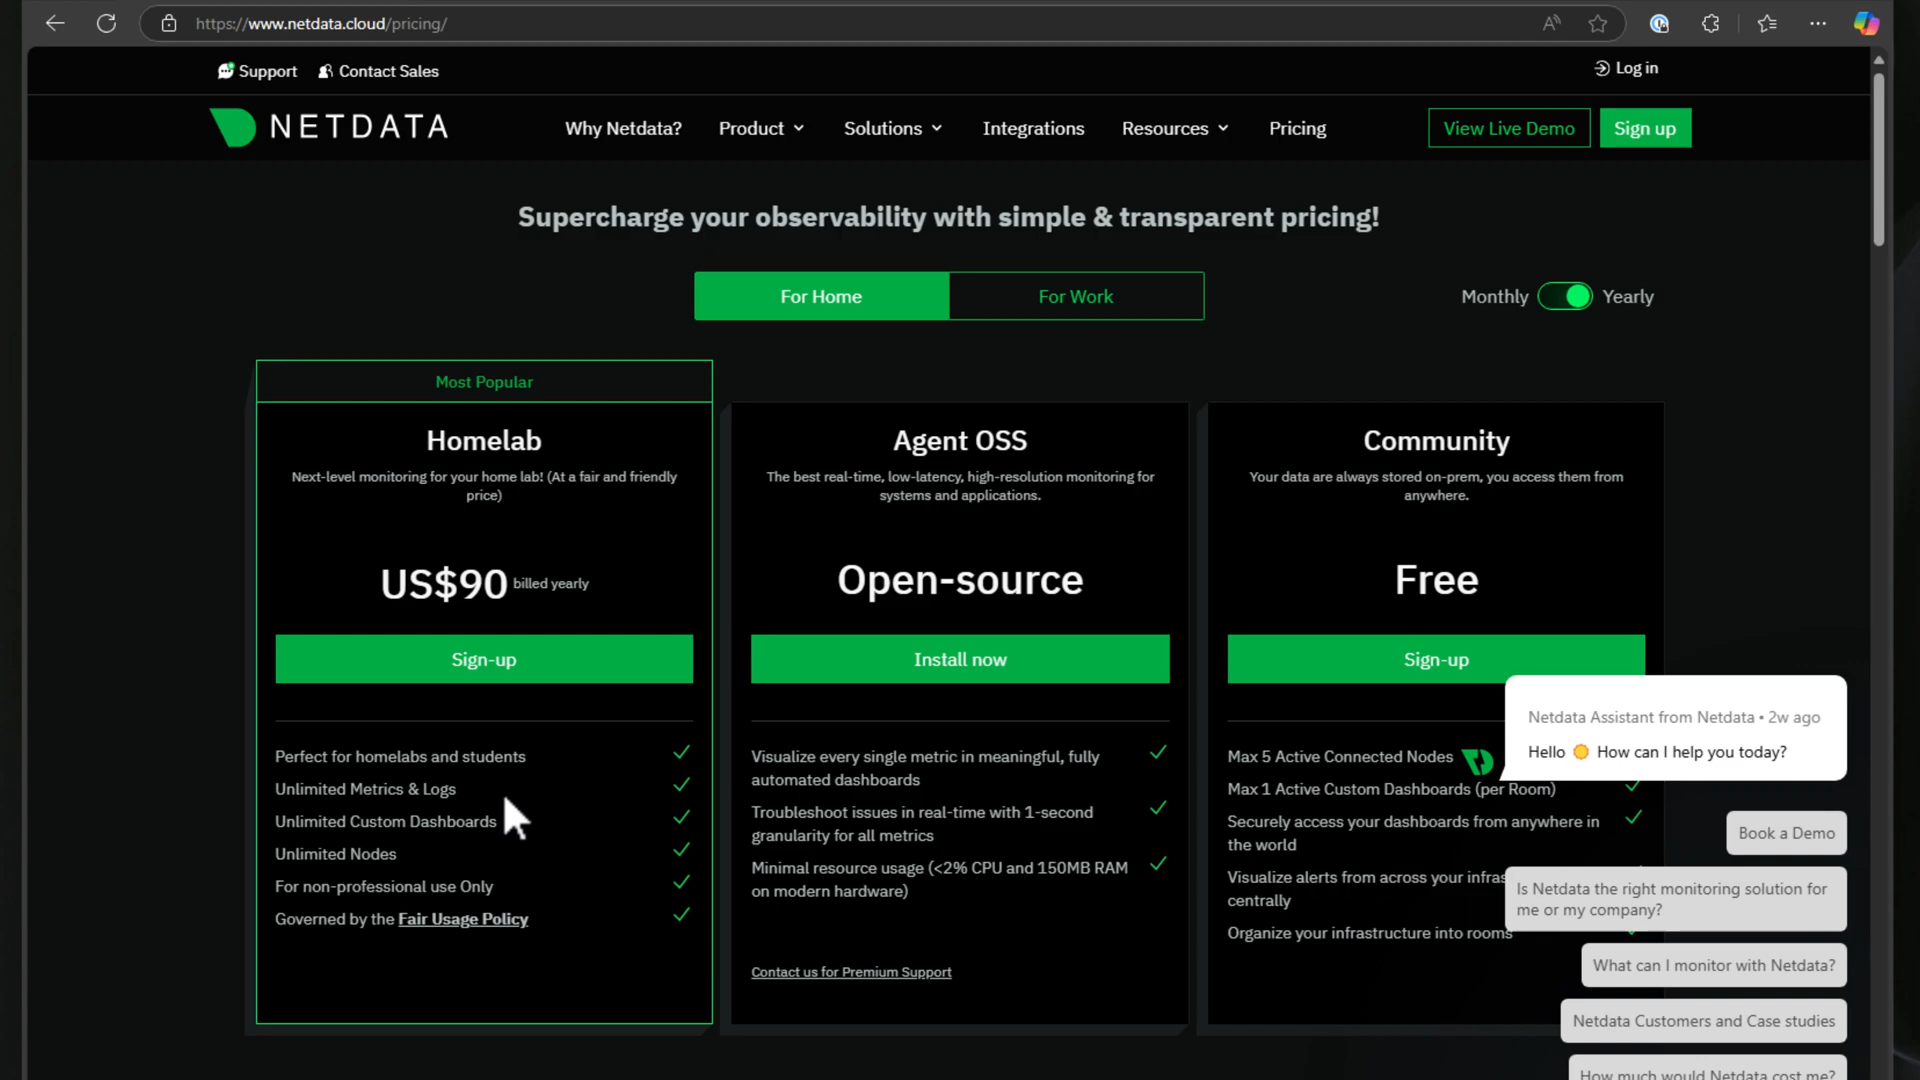 https://www.netdata.cloud/pricing/
Support
Contact Sales
Log in
NETDATA
Why Netdata?
Product
Solutions
Integrations
Resources
Pricing
View Live Demo
Sign up
Supercharge your observability with simple & transparent pricing!
For Home
For Work
Monthly
Yearly
Most Popular
Homelab
Next-level monitoring for your home lab! (At a fair and friendly
price)
US$90 billed yearly
Sign-up
Perfect for homelabs and students
Unlimited Metrics & Logs
Unlimited Custom Dashboards
Unlimited Nodes
For non-professional use Only
Governed by the Fair Usage Policy
Agent OSS
The best real-time, low-latency, high-resolution monitoring for
systems and applications.
Open-source
Install now
Visualize every single metric in meaningful, fully
automated dashboards
Troubleshoot issues in real-time with 1-second
granularity for all metrics
Minimal resource usage (<2% CPU and 150MB RAM
on modern hardware)
Contact us for Premium Support
Community
Your data are always stored on-prem, you access them from
anywhere.
Free
Sign-up
Max 5 Active Connected Nodes
Max 1 Active Custom Dashboards (per Room)
Securely access your dashboards from anywhere in
the world
Visualize alerts from across your infras
centrally
Organize your infrastructure into rooms
Netdata Assistant from Netdata • 2w ago
Hello 🌞 How can I help you today?
Book a Demo
Is Netdata the right monitoring solution for
me or my company?
What can I monitor with Netdata?
Netdata Customers and Case studies
How much would Netdata cost me?